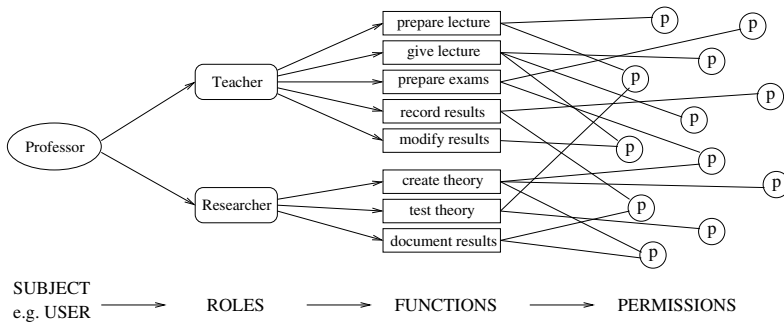 prepare lecture
give lecture
prepare exams
record results
modify results
create theory
test theory
document results
Teacher
Researcher
Professor
p
p
p
p
p
p
p
p
p
p
p
p
SUBJECT
e.g. USER
ROLES
FUNCTIONS
PERMISSIONS